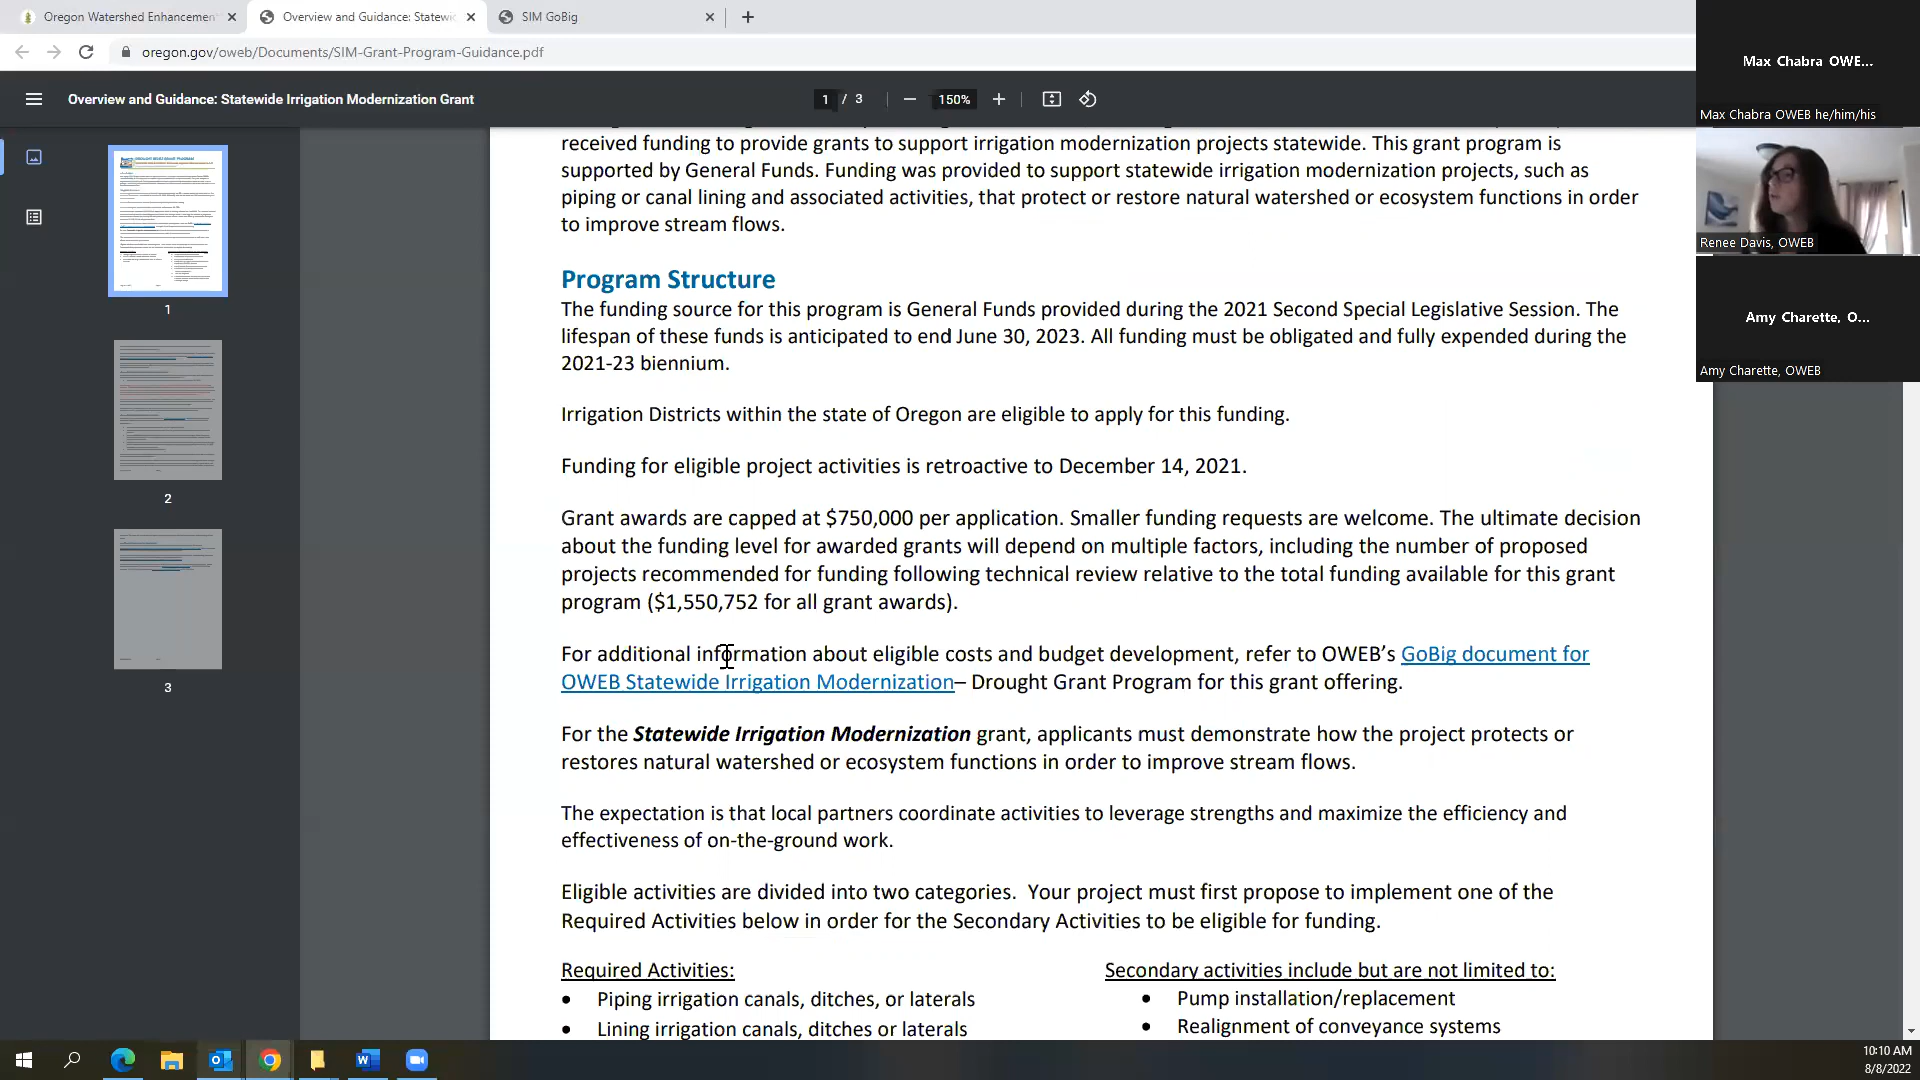 Oregon Watershed Enhancement
Overview and Guidance: Statewi
SIM GoBig
oregon.gov/oweb/Documents/SIM-Grant-Program-Guidance.pdf
Overview and Guidance: Statewide Irrigation Modernization Grant
1 / 3
150%
received funding to provide grants to support irrigation modernization projects statewide. This grant program is
supported by General Funds. Funding was provided to support statewide irrigation modernization projects, such as
piping or canal lining and associated activities, that protect or restore natural watershed or ecosystem functions in order
to improve stream flows.
Program Structure
The funding source for this program is General Funds provided during the 2021 Second Special Legislative Session. The
lifespan of these funds is anticipated to end June 30, 2023. All funding must be obligated and fully expended during the
2021-23 biennium.
Irrigation Districts within the state of Oregon are eligible to apply for this funding.
Funding for eligible project activities is retroactive to December 14, 2021.
Grant awards are capped at $750,000 per application. Smaller funding requests are welcome. The ultimate decision
about the funding level for awarded grants will depend on multiple factors, including the number of proposed
projects recommended for funding following technical review relative to the total funding available for this grant
program ($1,550,752 for all grant awards).
For additional information about eligible costs and budget development, refer to OWEB’s GoBig document for
OWEB Statewide Irrigation Modernization– Drought Grant Program for this grant offering.
For the Statewide Irrigation Modernization grant, applicants must demonstrate how the project protects or
restores natural watershed or ecosystem functions in order to improve stream flows.
The expectation is that local partners coordinate activities to leverage strengths and maximize the efficiency and
effectiveness of on-the-ground work.
Eligible activities are divided into two categories. Your project must first propose to implement one of the
Required Activities below in order for the Secondary Activities to be eligible for funding.
Required Activities:
• Piping irrigation canals, ditches, or laterals
• Lining irrigation canals, ditches or laterals
Secondary activities include but are not limited to:
• Pump installation/replacement
• Realignment of conveyance systems
1
2
3
Max Chabra OWE...
Max Chabra OWEB he/him/his
Renee Davis, OWEB
Amy Charette, O...
Amy Charette, OWEB
10:10 AM
8/8/2022